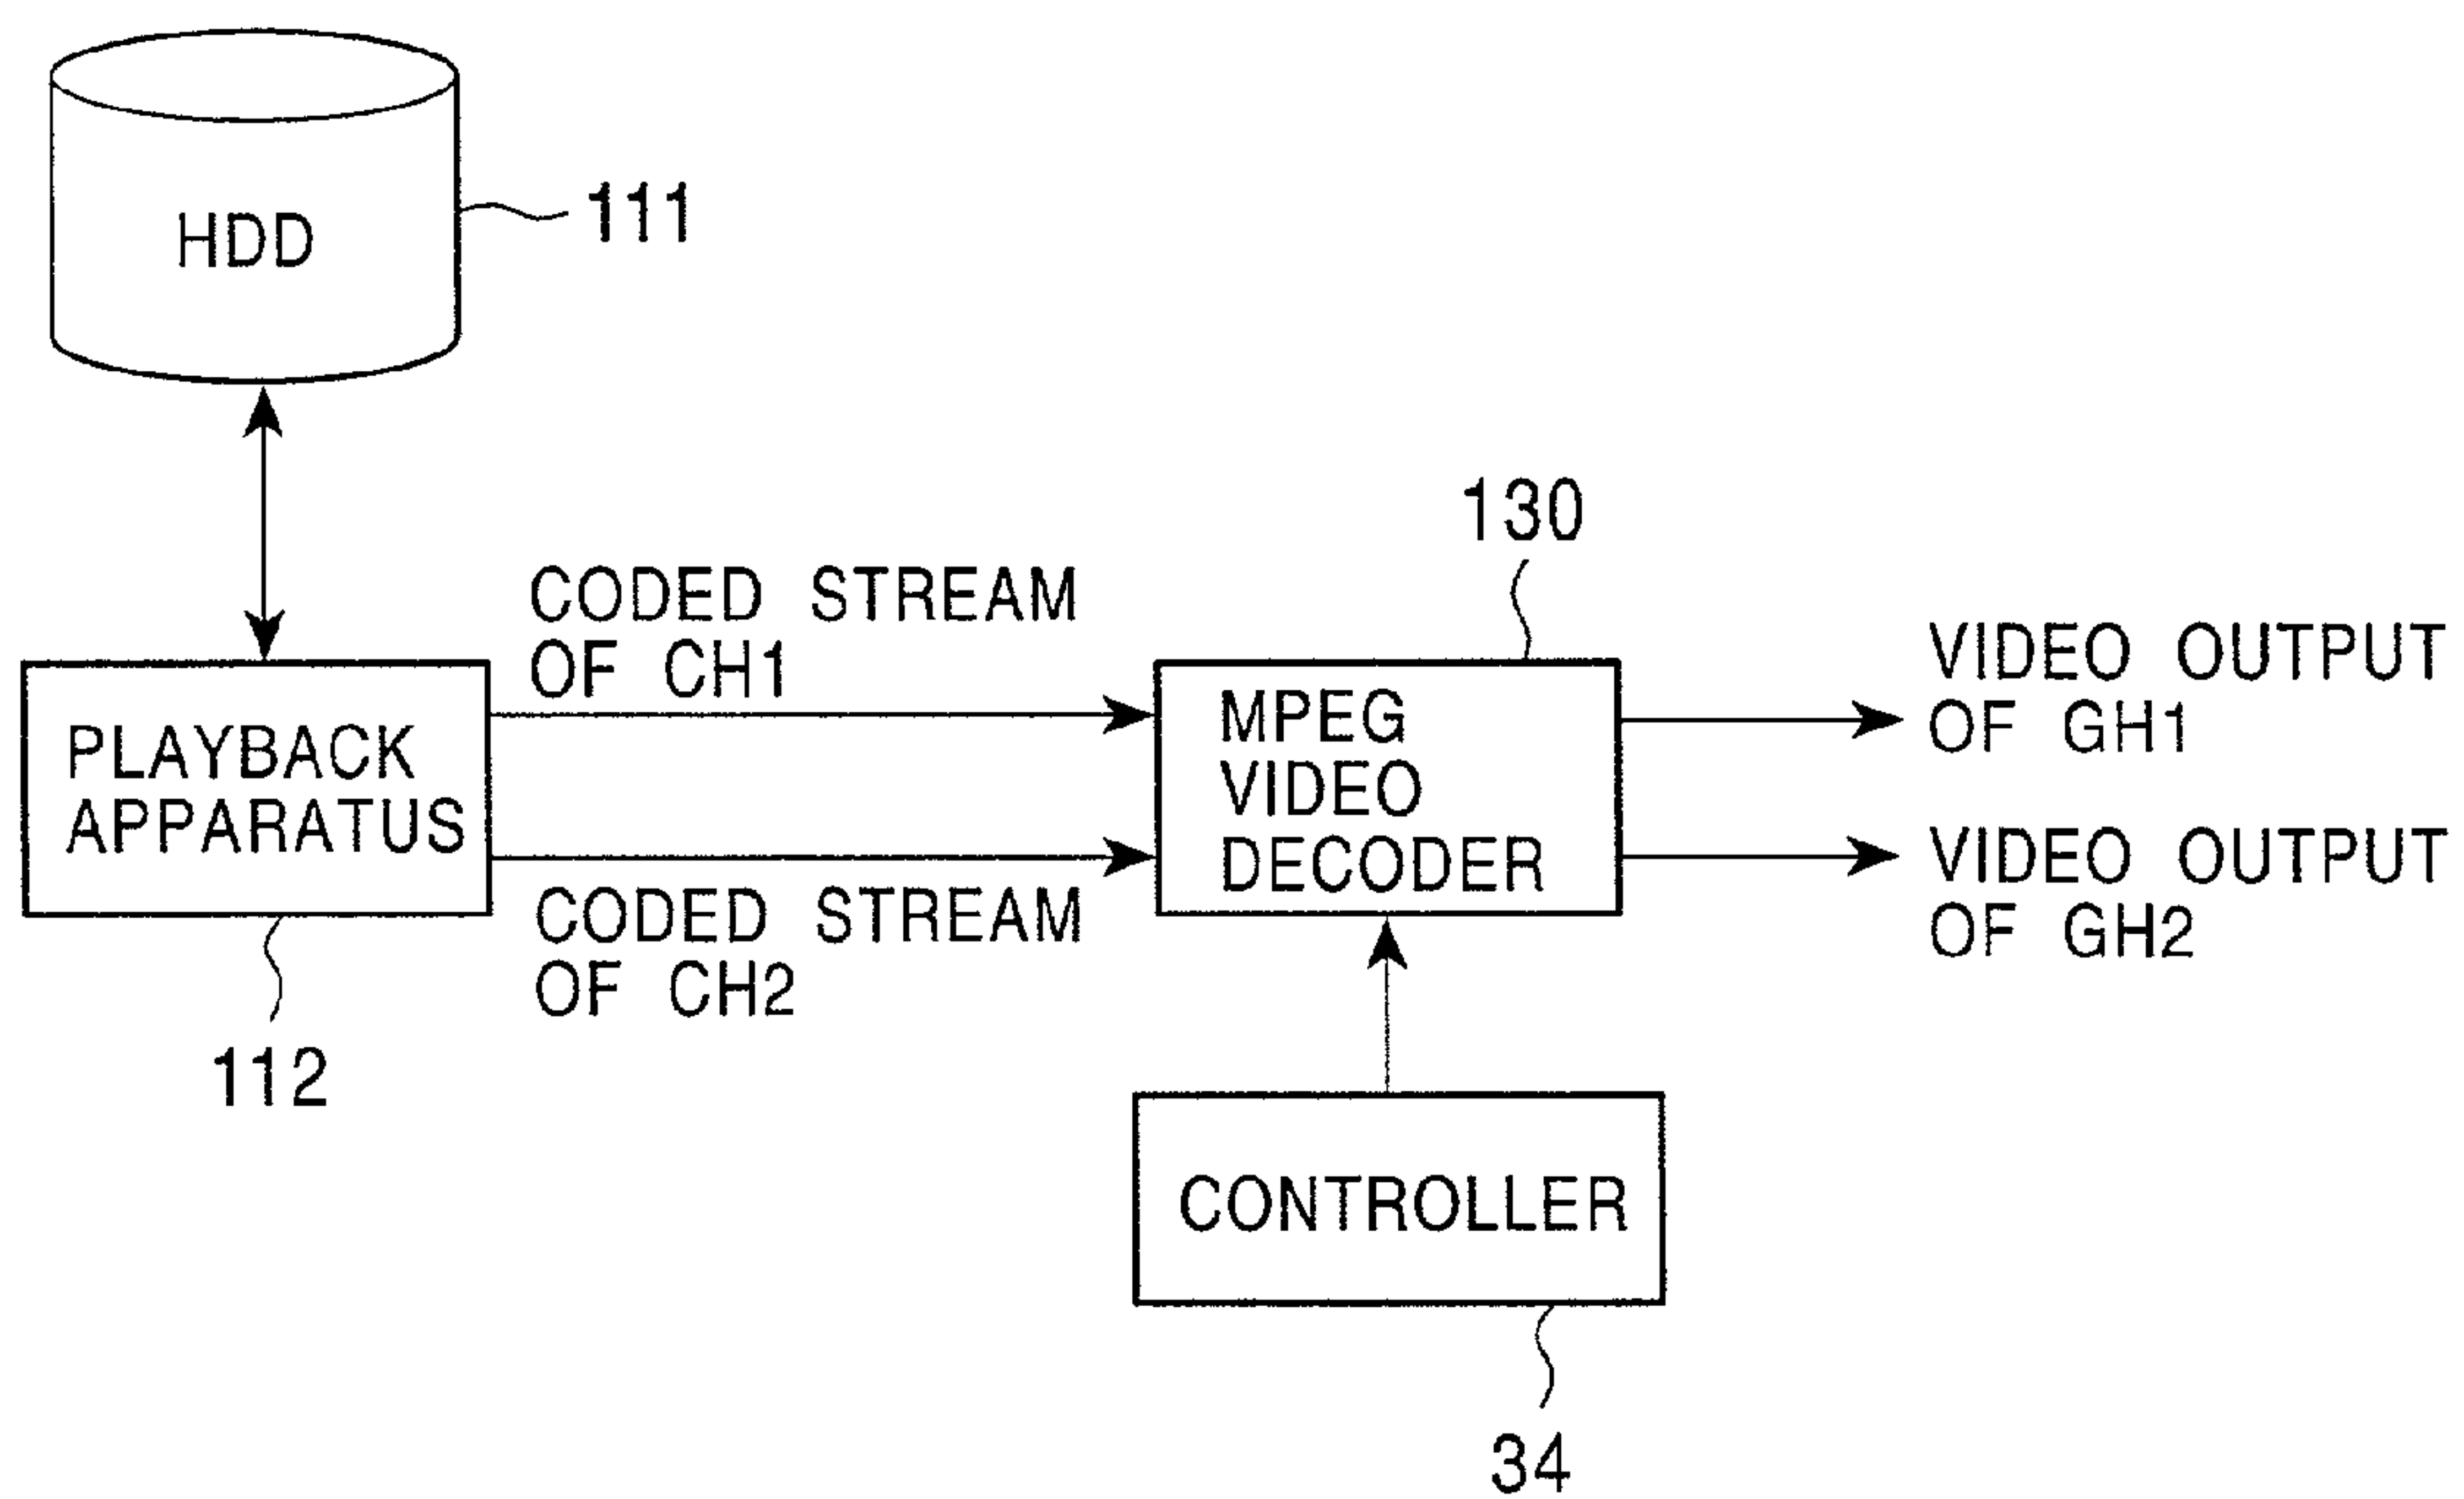 HDD
111
130
CODED STREAM
OF CH1
VIDEO OUTPUT
OF GH1
PLAYBACK
APPARATUS
MPEG
VIDEO
DECODER
VIDEO OUTPUT
OF GH2
CODED STREAM
OF CH2
112
CONTROLLER
34